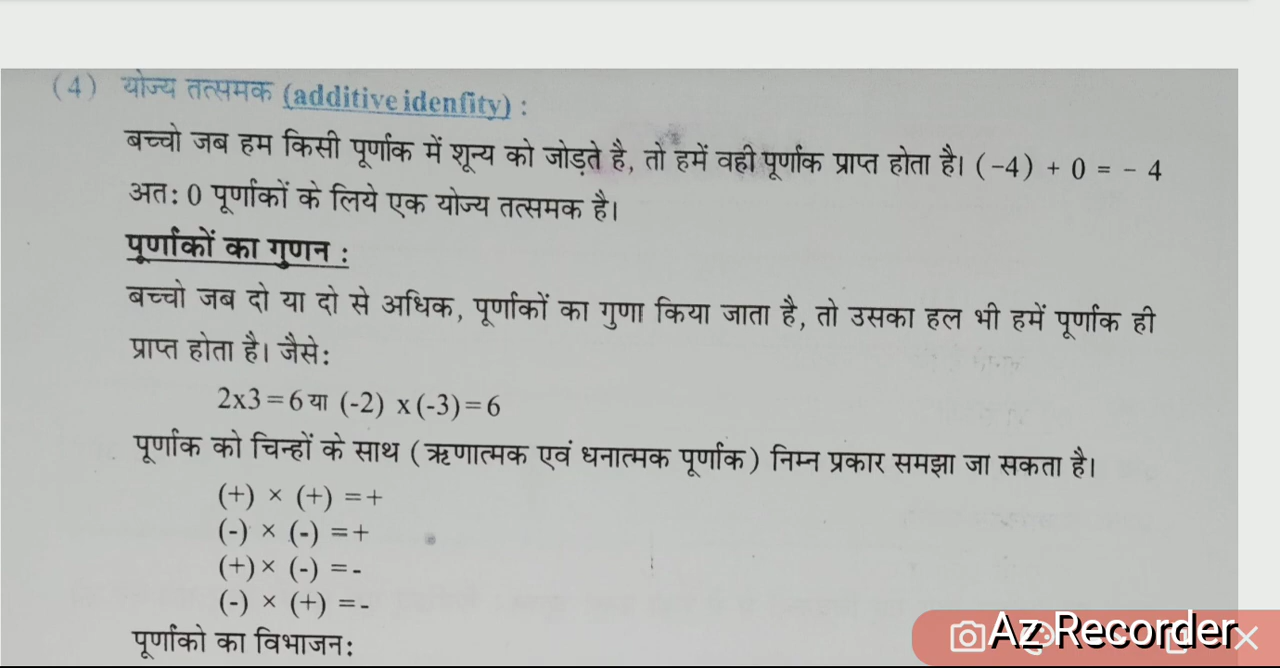 (4) योज्य तत्समक (additive idenfity) :
बच्चो जब हम किसी पूर्णाक में शून्य को जोड़ते है, तो हमें वही पूर्णाक प्राप्त होता है। (-4) + 0 = - 4
अत: 0 पूर्णाकों के लिये एक योज्य तत्समक है।
पूर्णाकों का गुणन :
बच्चो जब दो या दो से अधिक, पूर्णाकों का गुणा किया जाता है, तो उसका हल भी हमें पूर्णाक ही
प्राप्त होता है। जैसे:
2x3=6 या (-2) x (-3)=6
पूर्णाक को चिन्हों के साथ (ऋणात्मक एवं धनात्मक पूर्णाक) निम्न प्रकार समझा जा सकता है।
(+) × (+) =+
(-) × (-) =+
(+)× (-) =-
(-) × (+) =-
पूर्णाको का विभाजन:
Az Recorder